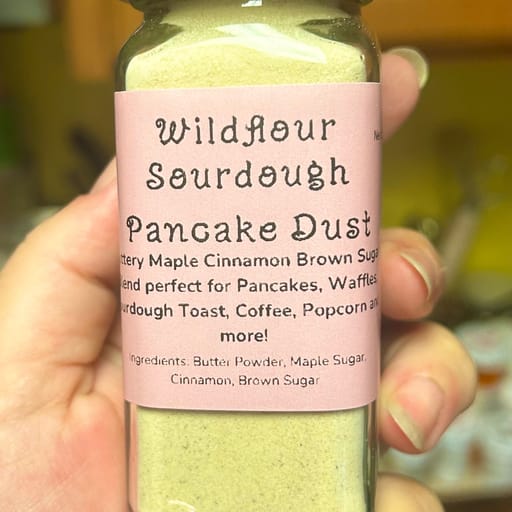 Wildflour
Sourdough
Pancake Dust
ttery Maple Cinnamon Brown Suga
end perfect for Pancakes, Waffles,
urdough Toast, Coffee, Popcorn an
more!
Ingredients: Butter Powder, Maple Sugar,
Cinnamon, Brown Sugar